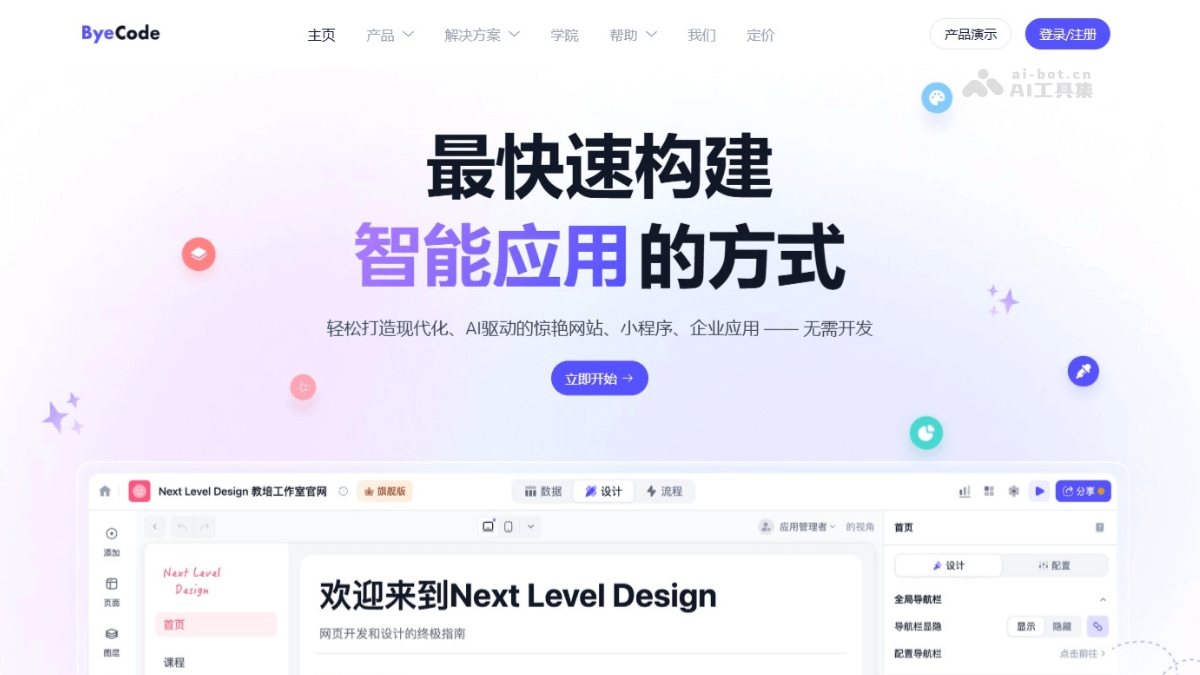 ByeCode
主页 产品 解决方案 学院 帮助 我们 定价
产品演示 登录/注册
ai-bot.cn
AI工具集
最快速构建
智能应用的方式
轻松打造现代化、AI驱动的惊艳网站、小程序、企业应用 —— 无需开发
立即开始 →
Next Level Design 教培工作室官网 旗舰版 数据 设计 流程 分享
添加
页面
图层
应用管理者 的视角
首页
Next Level
Design
首页
课程
欢迎来到Next Level Design
网页开发和设计的终极指南
设计 配置
全局导航栏
导航栏显隐 显示 隐藏
配置导航栏 点击前往